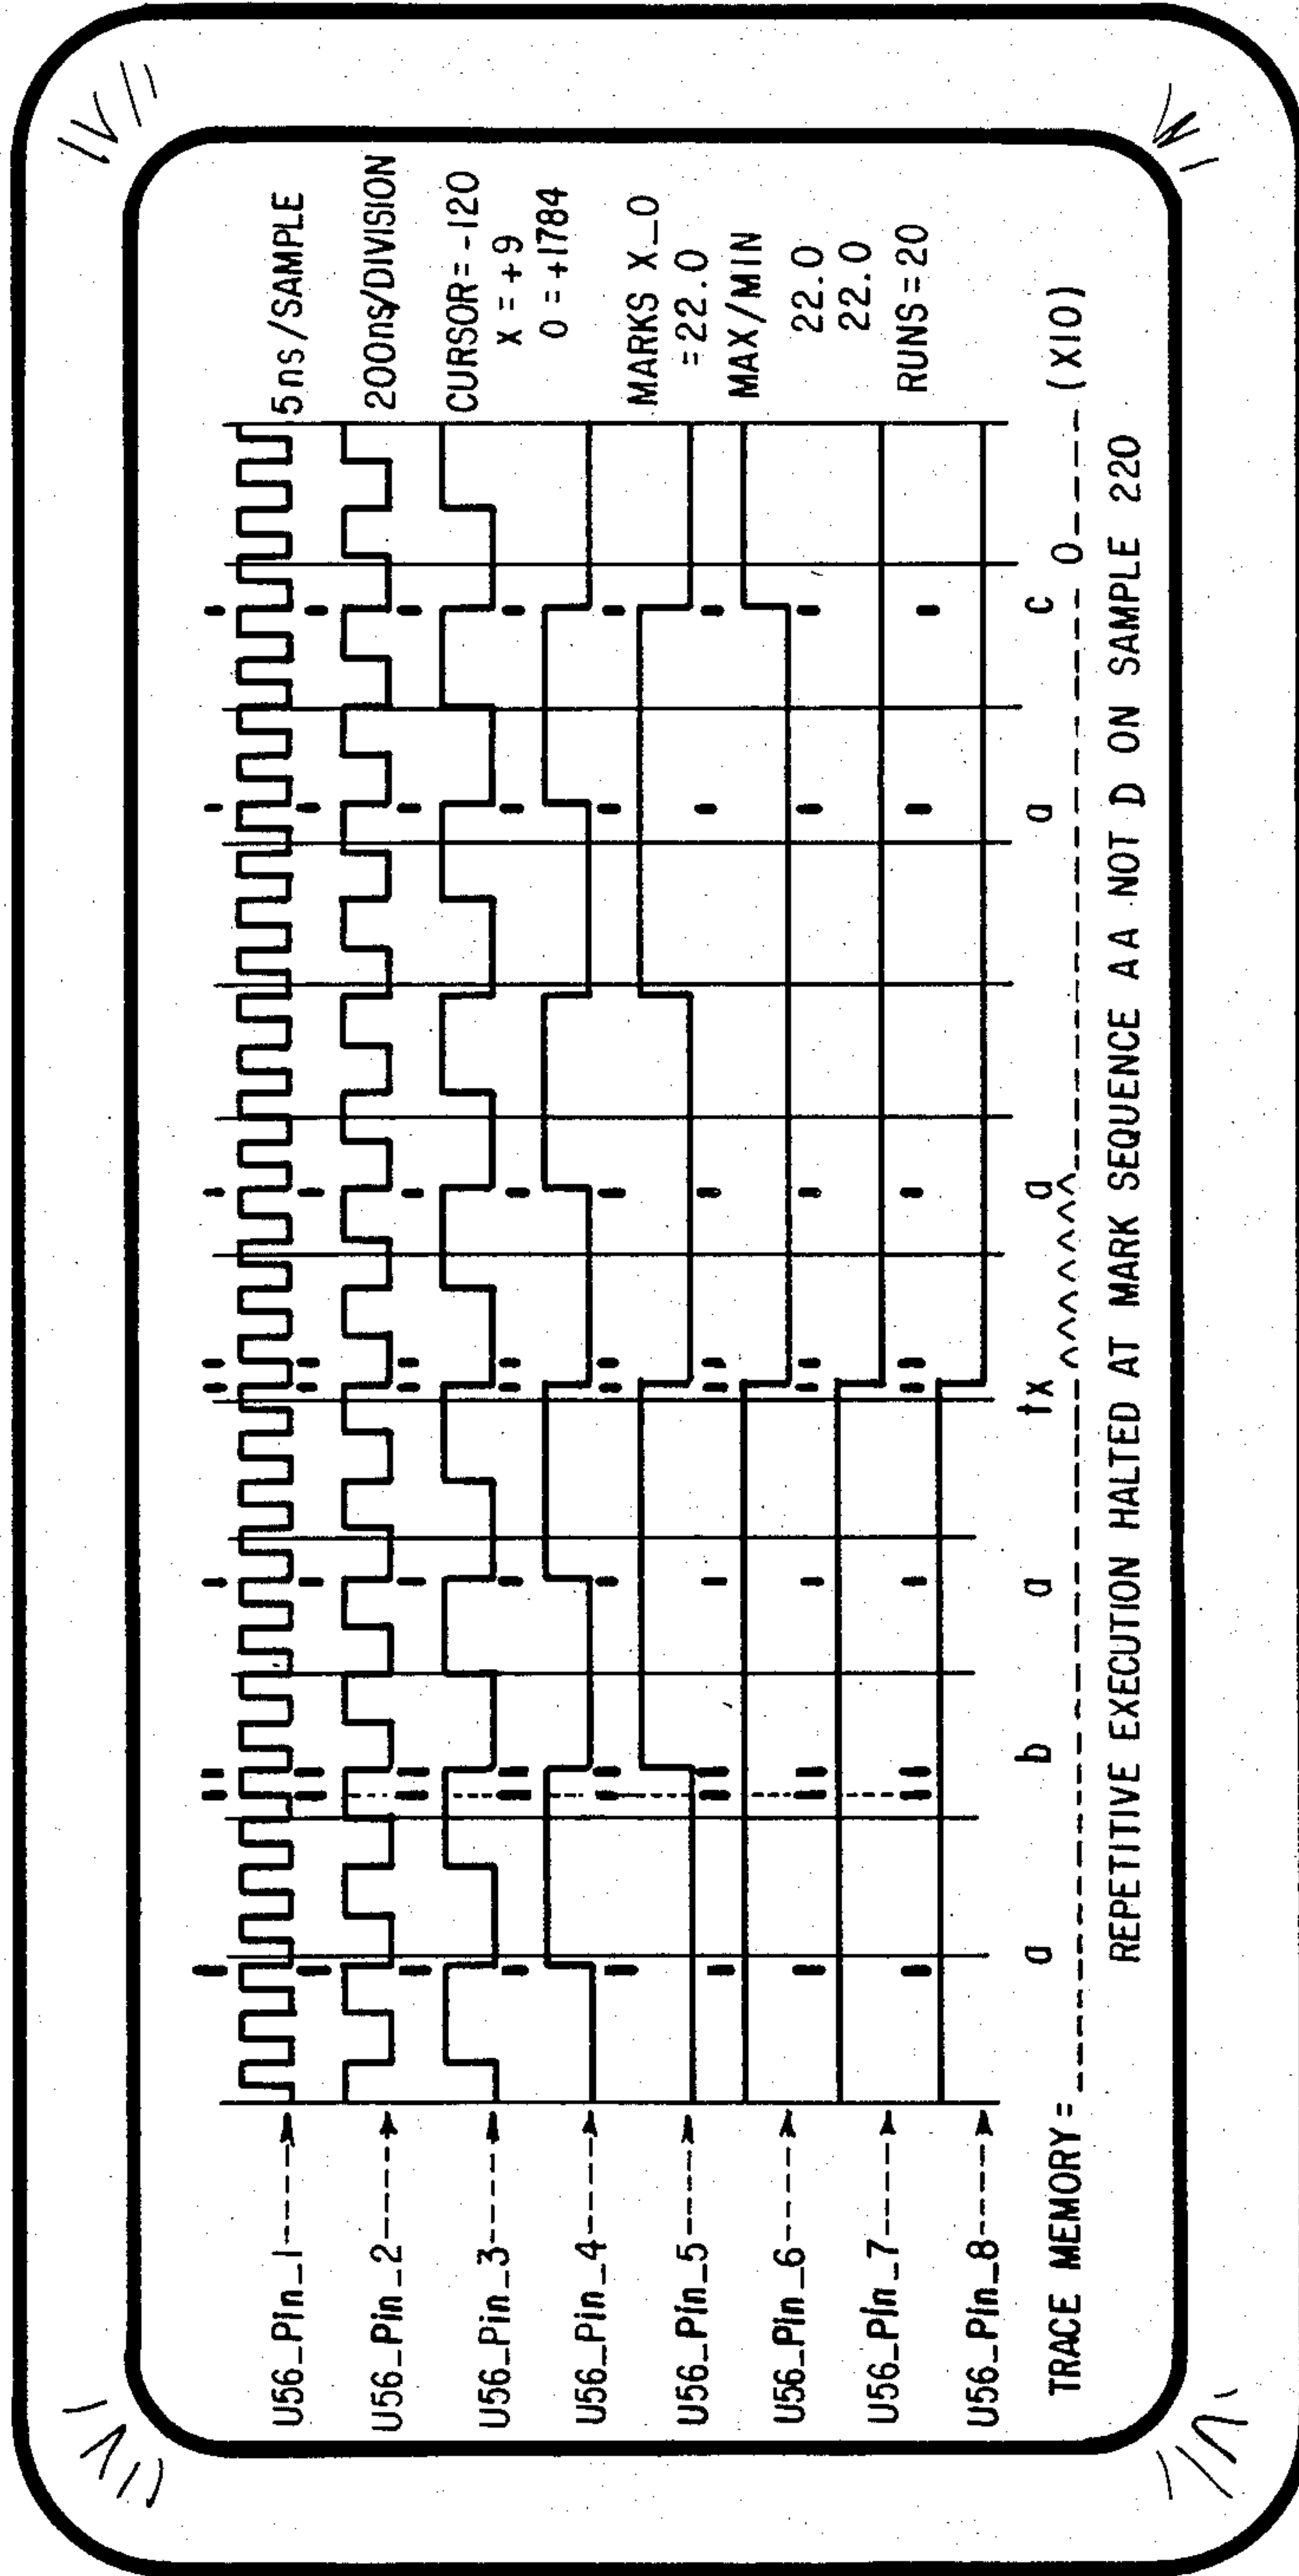 U56_Pin_1
5ns/SAMPLE
U56_Pin_2
200ns/DIVISION
U56_Pin_3
CURSOR=-120
X=+9
U56_Pin_4
0=+1784
U56_Pin_5
MARKS X_0
=22.0
MAX/MIN
U56_Pin_6
22.0
U56_Pin_7
22.0
RUNS=20
U56_Pin_8
a b a tx a a c
TRACE MEMORY=------------^^^^^^^------------0----(X10)
REPETITIVE EXECUTION HALTED AT MARK SEQUENCE AA NOT D ON SAMPLE 220